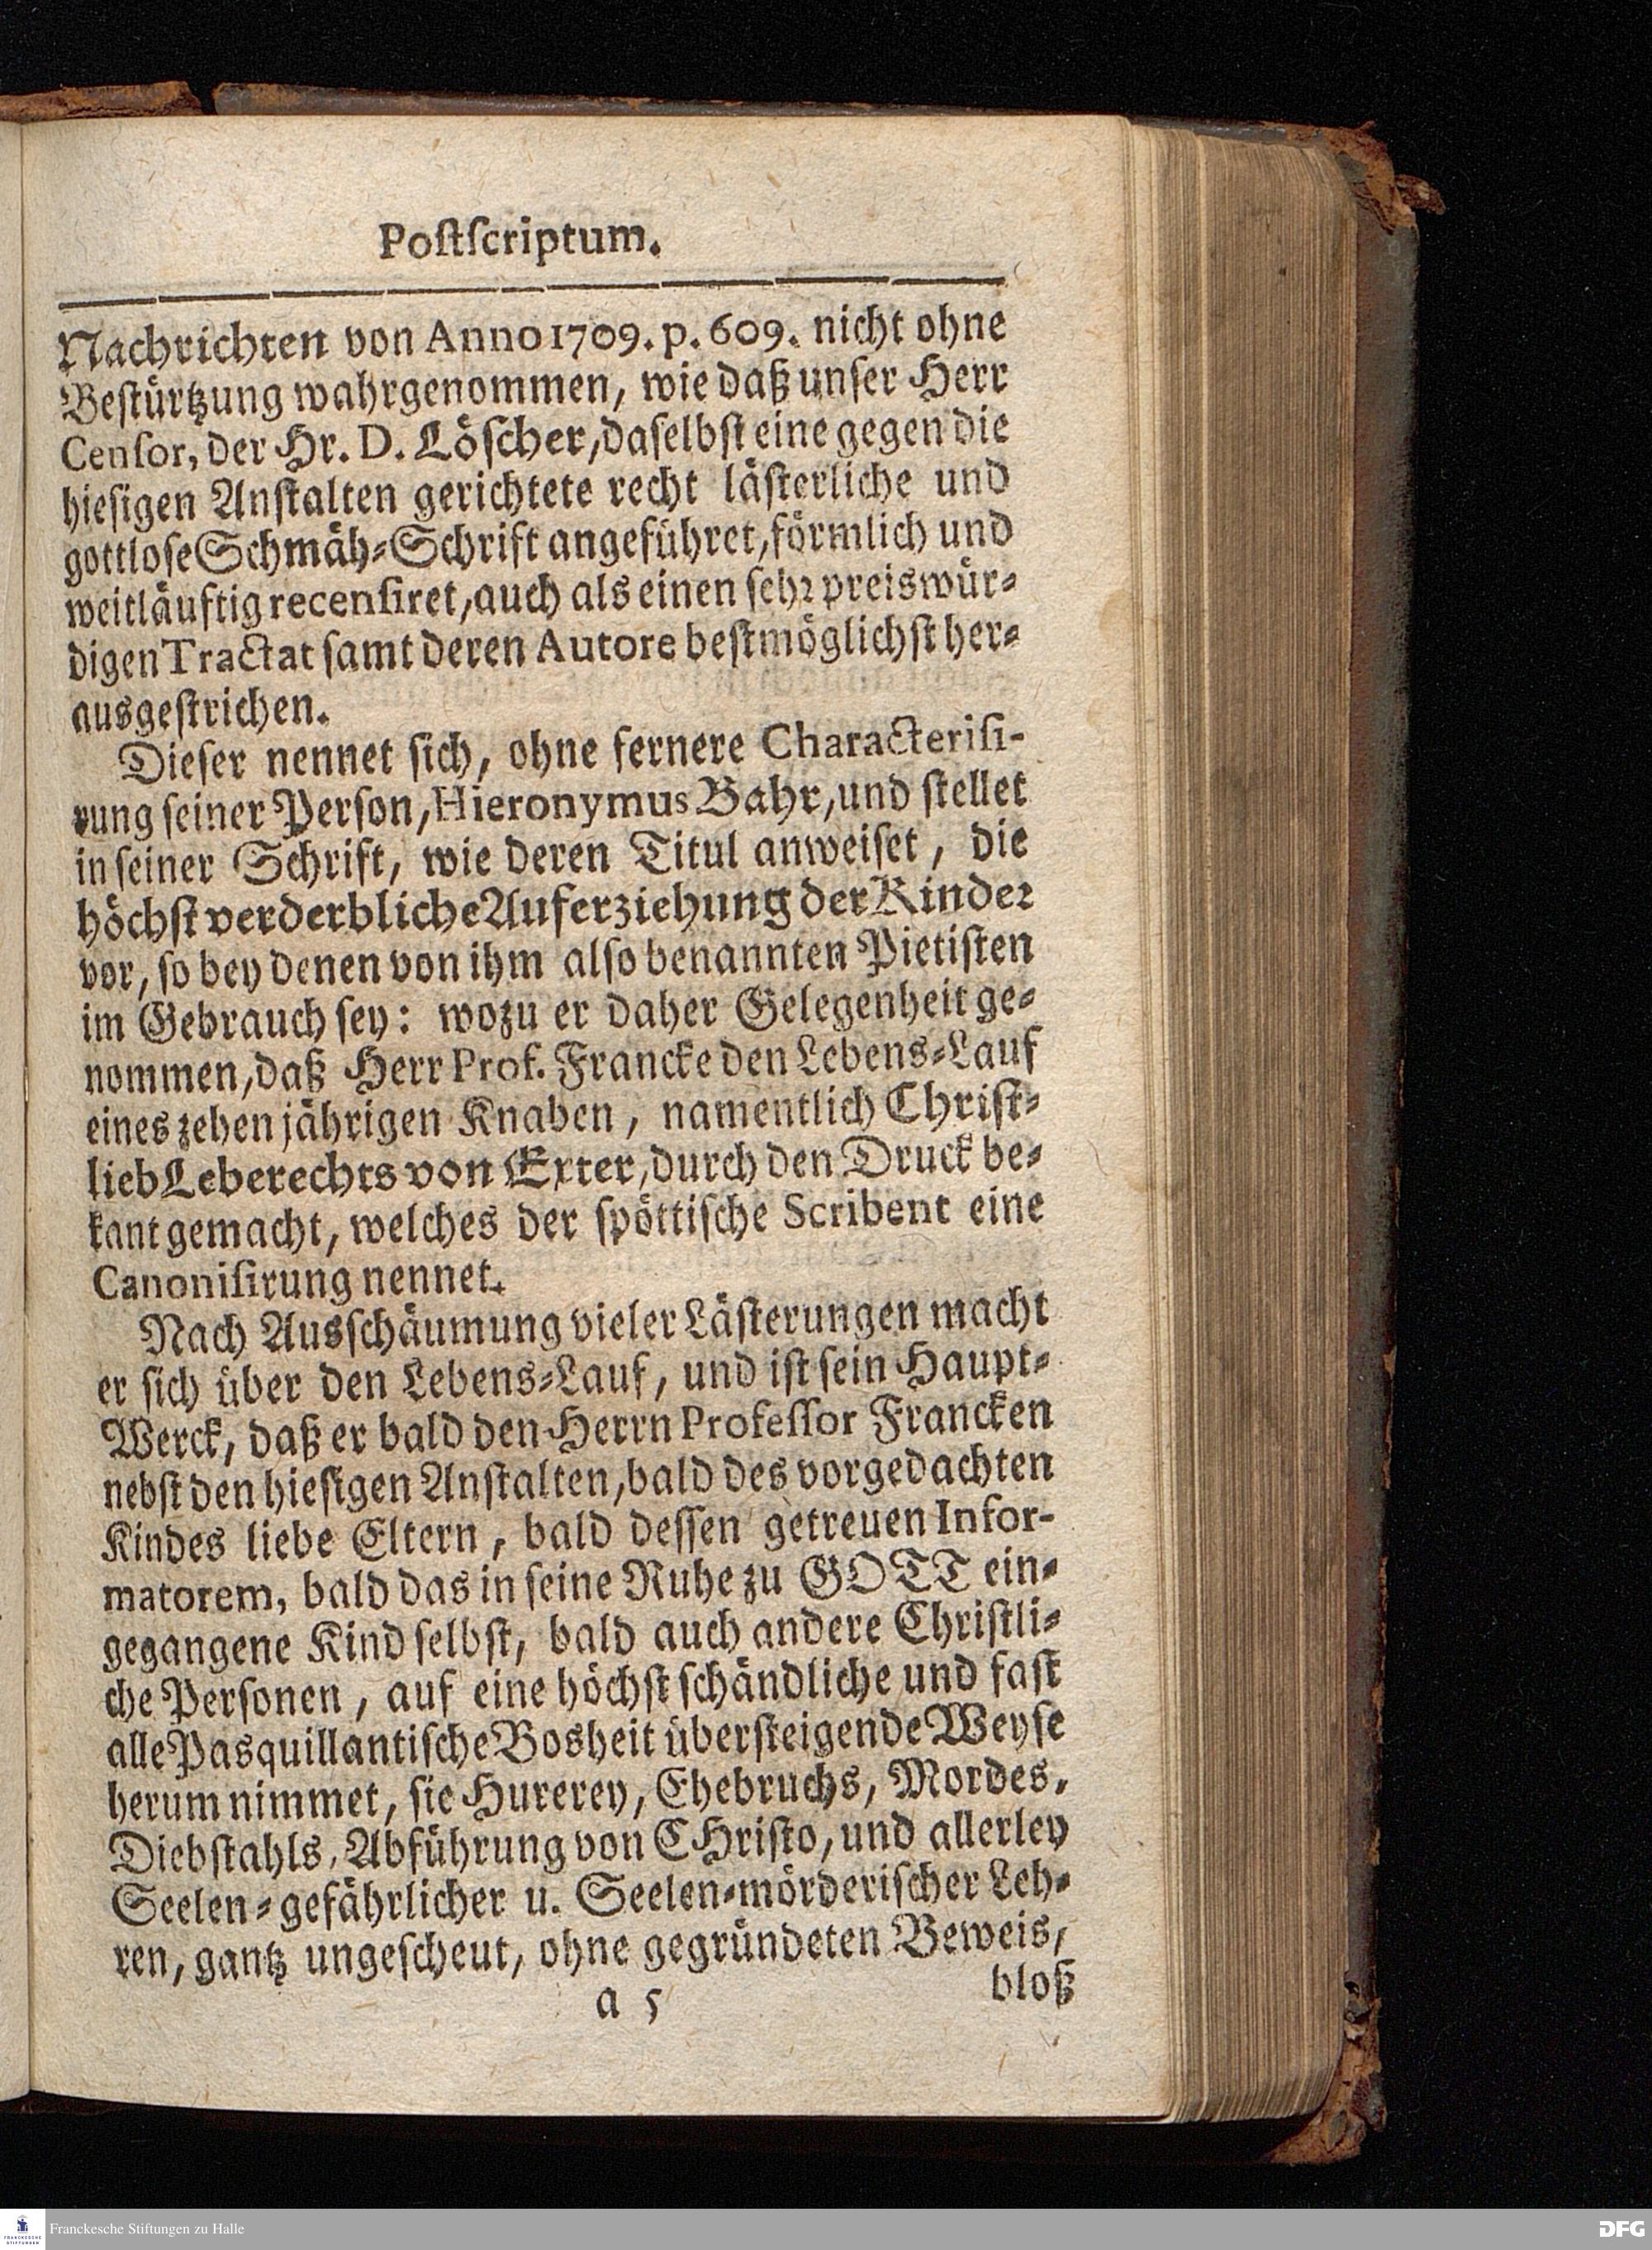 Postscriptum.
Nachrichten von Anno 1709. p. 609. nicht ohne
Bestürtzung wahrgenommen, wie daß unser Herr
Censor, der Hr. D. Löscher, daselbst eine gegen die
hiesigen Anstalten gerichtete recht lästerliche und
gottlose Schmäh-Schrift angeführet, förmlich und
weitläuftig recensiret, auch als einen sehr preiswür-
digen Tractat samt deren Autore bestmöglichst her-
ausgestrichen.
Dieser nennet sich, ohne fernere Characterisi-
rung seiner Person, Hieronymus Bahr, und stellet
in seiner Schrift, wie deren Titul anweiset, die
höchst verderbliche Auferziehung der Kinder
vor, so bey denen von ihm also benannten Pietisten
im Gebrauch sey: wozu er daher Gelegenheit ge-
nommen, daß Herr Prof. Francke den Lebens-Lauf
eines zehen jährigen Knaben, namentlich Christ-
lieb Leberechts von Exter, durch den Druck be-
kant gemacht, welches der spöttische Scribent eine
Canonisirung nennet.
Nach Ausschäumung vieler Lästerungen macht
er sich über den Lebens-Lauf, und ist sein Haupt-
Werck, daß er bald den Herrn Professor Francken
nebst den hiesigen Anstalten, bald des vorgedachten
Kindes liebe Eltern, bald dessen getreuen Infor-
matorem, bald das in seine Ruhe zu GOTT ein-
gegangene Kind selbst, bald auch andere Christli-
che Personen, auf eine höchst schändliche und fast
alle Pasquillantische Bosheit übersteigende Weyse
herum nimmet, sie Hurerey, Ehebruchs, Mordes,
Diebstahls, Abführung von CHristo, und allerley
Seelen-gefährlicher u. Seelen-mörderischer Leh-
ren, gantz ungescheut, ohne gegründeten Beweis,
a 5
bloß
Franckesche Stiftungen zu Halle
FRANCKESCHE
STIFTUNGEN
DFG